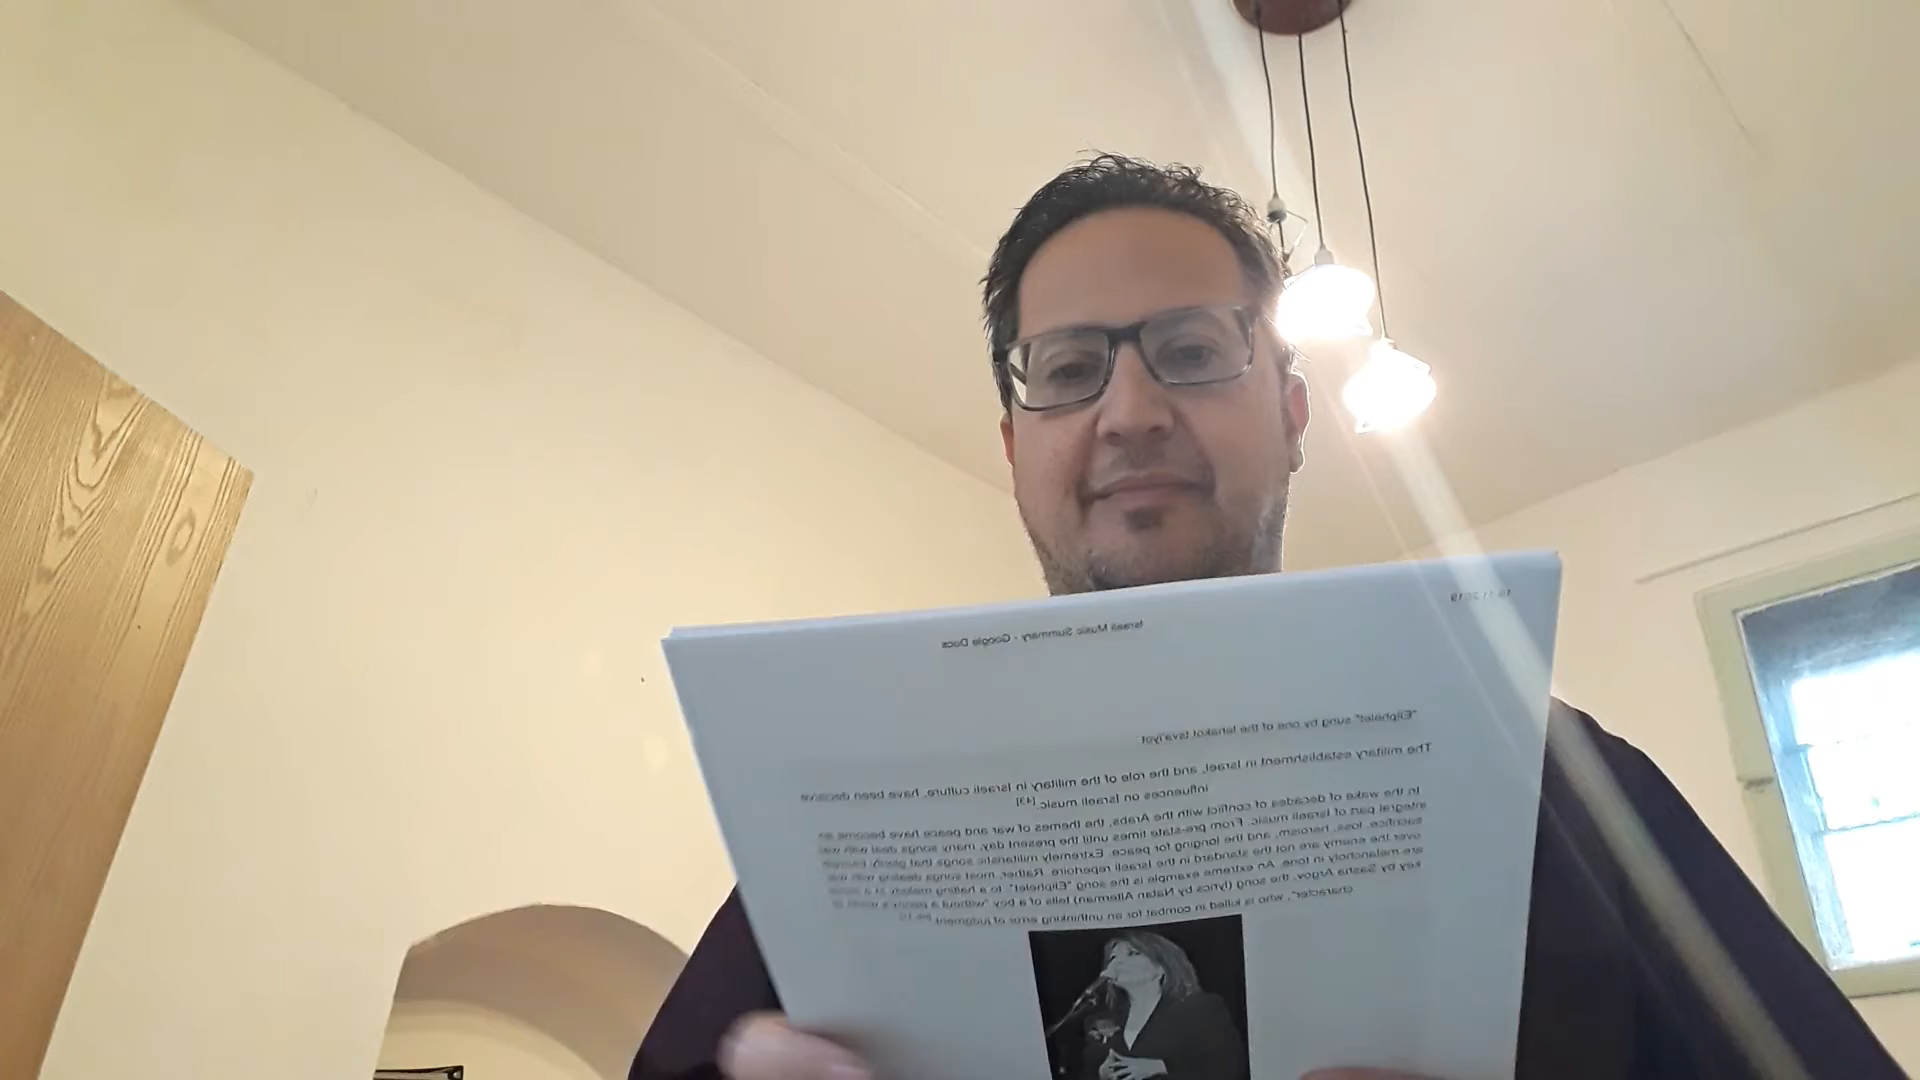 19.11.2019
Israeli Music Summary - Google Docs
"Eliphelet" sung by one of the lehakot tsva'iyot
The military establishment in Israel, and the role of the military in Israeli culture, have been decisive
influences on Israeli music.[43]
In the wake of decades of conflict with the Arabs, the themes of war and peace have become an
integral part of Israeli music. From pre-state times until the present day, many songs deal with war,
sacrifice, loss, heroism, and the longing for peace. Extremely militaristic songs that glorify
over the enemy are not the standard in the Israeli repertoire. Rather, most songs dealing with war
are melancholy in tone. An extreme example is the song "Eliphelet": to a halting melody in a minor
key by Sasha Argov, the song (lyrics by Natan Alterman) tells of a boy "without a
character", who is killed in combat for an unthinking error of judgment.